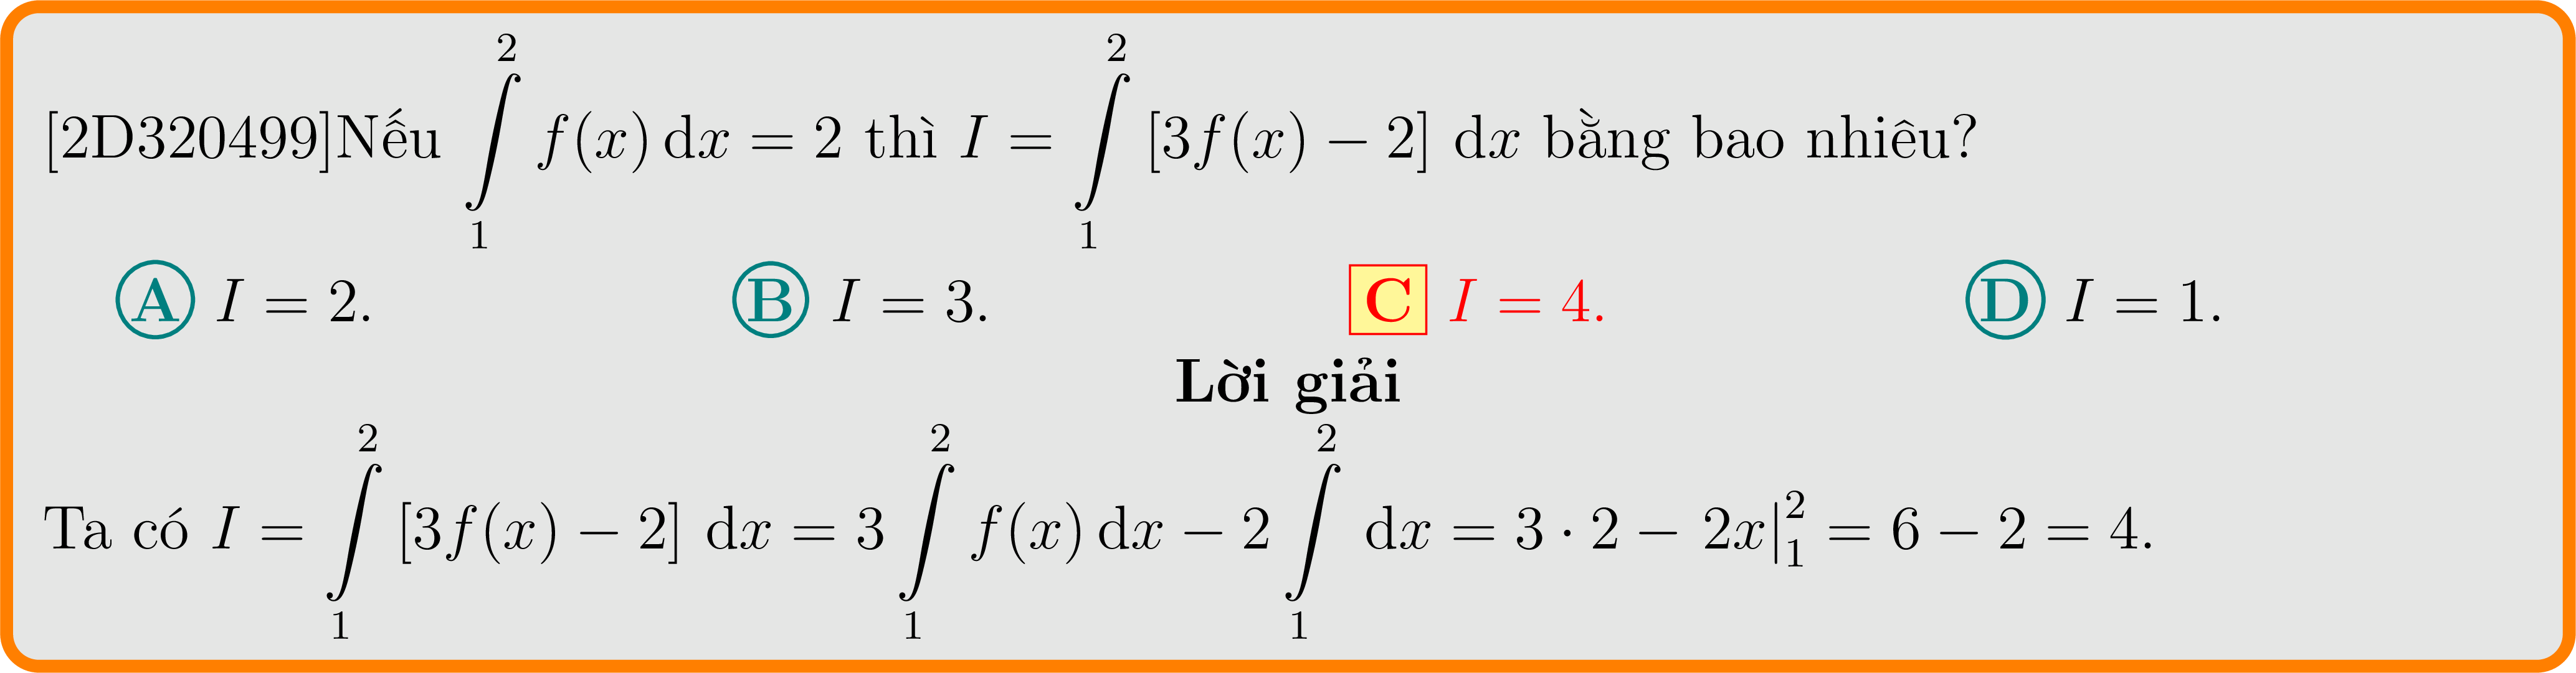 [2D320499]Nếu $\int\limits_1^2 f(x)\,\mathrm{d}x = 2$ thì $I = \int\limits_1^2 [3f(x) - 2]\,\mathrm{d}x$ bằng bao nhiêu?
A $I = 2$. B $I = 3$. C $I = 4$. D $I = 1$.
Lời giải
Ta có $I = \int\limits_1^2 [3f(x) - 2]\,\mathrm{d}x = 3\int\limits_1^2 f(x)\,\mathrm{d}x - 2\int\limits_1^2 \mathrm{d}x = 3 \cdot 2 - 2x\big|_1^2 = 6 - 2 = 4$.